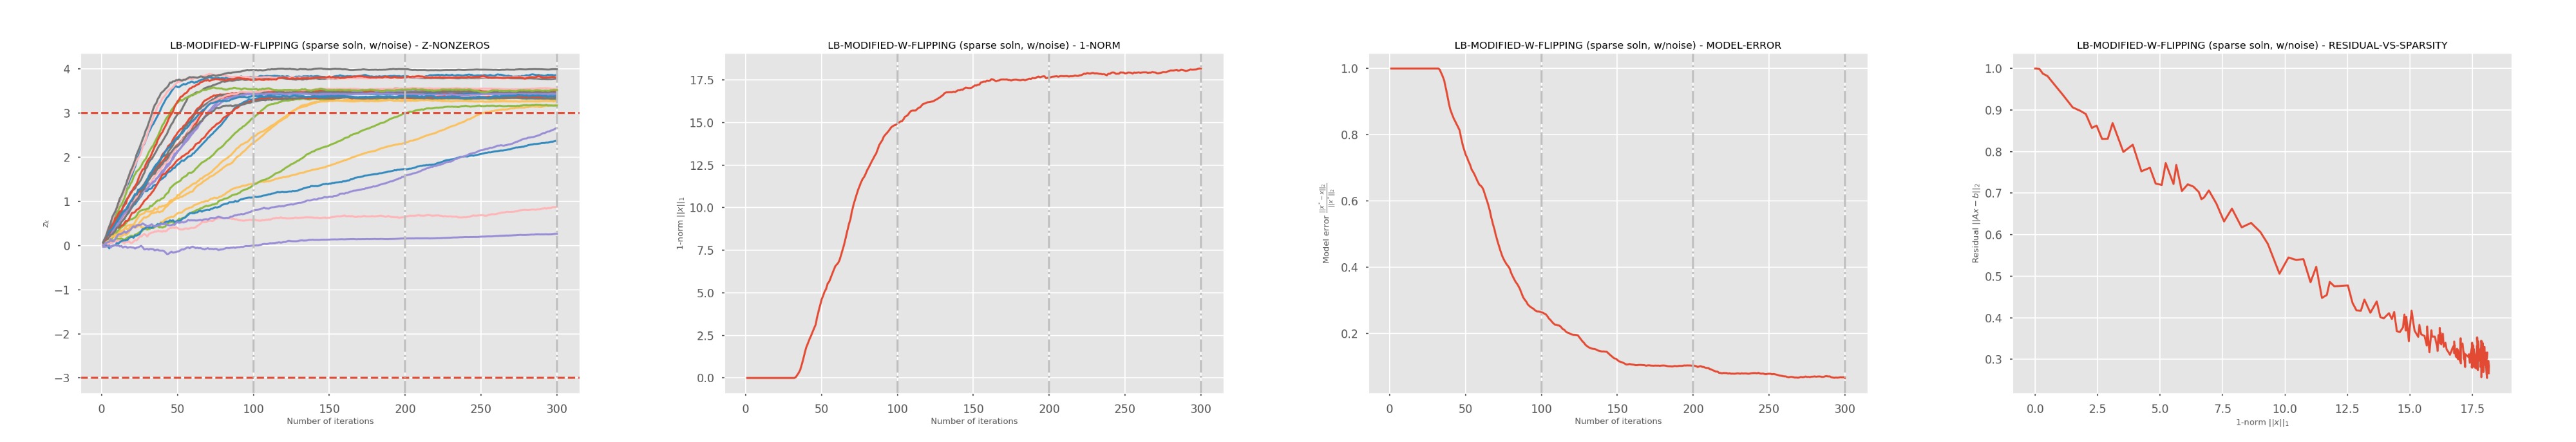 LB-MODIFIED-W-FLIPPING (sparse soln, w/noise) - Z-NONZEROS
4
3
2
1
0
−1
−2
−3
z_k
0 50 100 150 200 250 300
Number of iterations
LB-MODIFIED-W-FLIPPING (sparse soln, w/noise) - 1-NORM
17.5
15.0
12.5
10.0
7.5
5.0
2.5
0.0
1-norm ||x||₁
0 50 100 150 200 250 300
Number of iterations
LB-MODIFIED-W-FLIPPING (sparse soln, w/noise) - MODEL-ERROR
1.0
0.8
0.6
0.4
0.2
Model error
0 50 100 150 200 250 300
Number of iterations
LB-MODIFIED-W-FLIPPING (sparse soln, w/noise) - RESIDUAL-VS-SPARSITY
1.0
0.9
0.8
0.7
0.6
0.5
0.4
0.3
Residual ||Ax − b||₂
0.0 2.5 5.0 7.5 10.0 12.5 15.0 17.5
1-norm ||x||₁